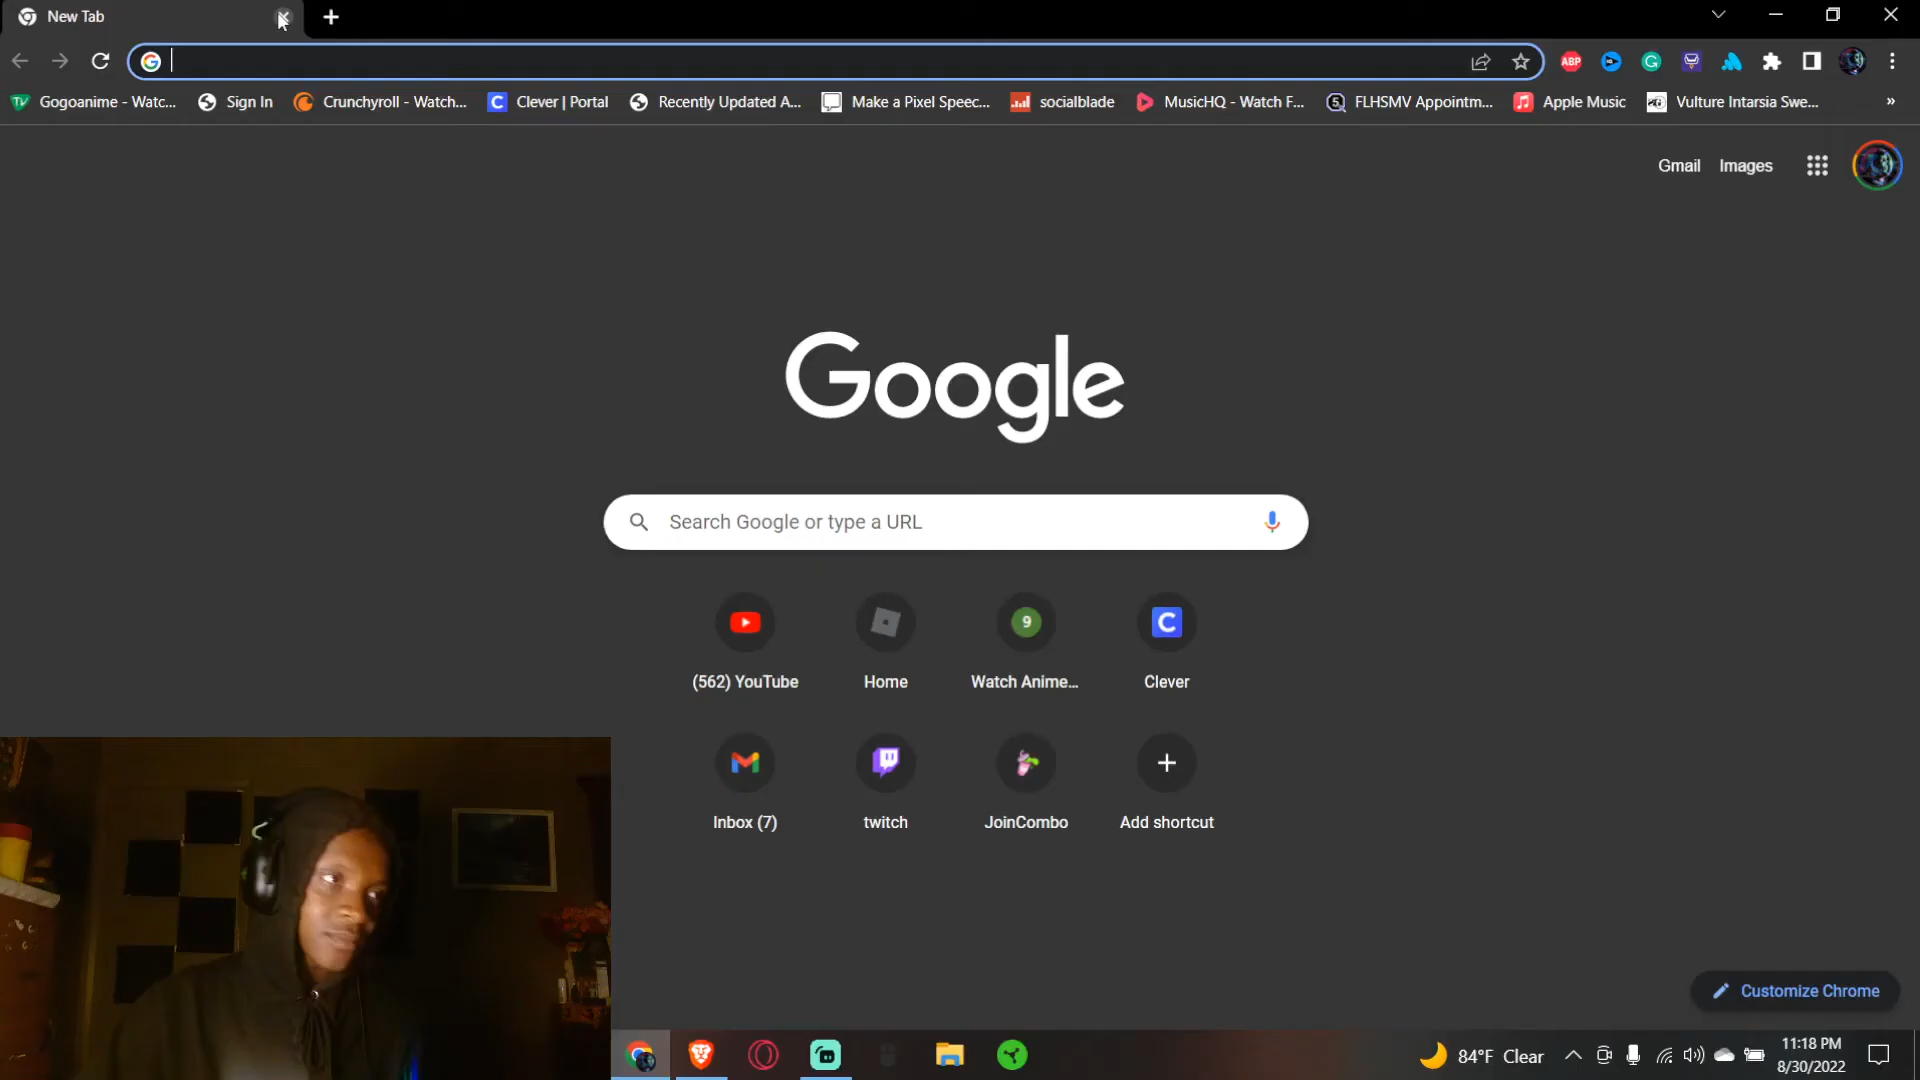 New Tab
Gogoanime - Watc...
Sign In
Crunchyroll - Watch...
C
Clever | Portal
Recently Updated A...
Make a Pixel Speec...
socialblade
MusicHQ - Watch F...
FLHSMV Appointm...
Apple Music
Vulture Intarsia Swe...
»
ABP
Gmail
Images
Google
Search Google or type a URL
9
C
(562) YouTube
Home
Watch Anime...
Clever
Inbox (7)
twitch
JoinCombo
Add shortcut
Customize Chrome
84°F Clear
11:18 PM
8/30/2022